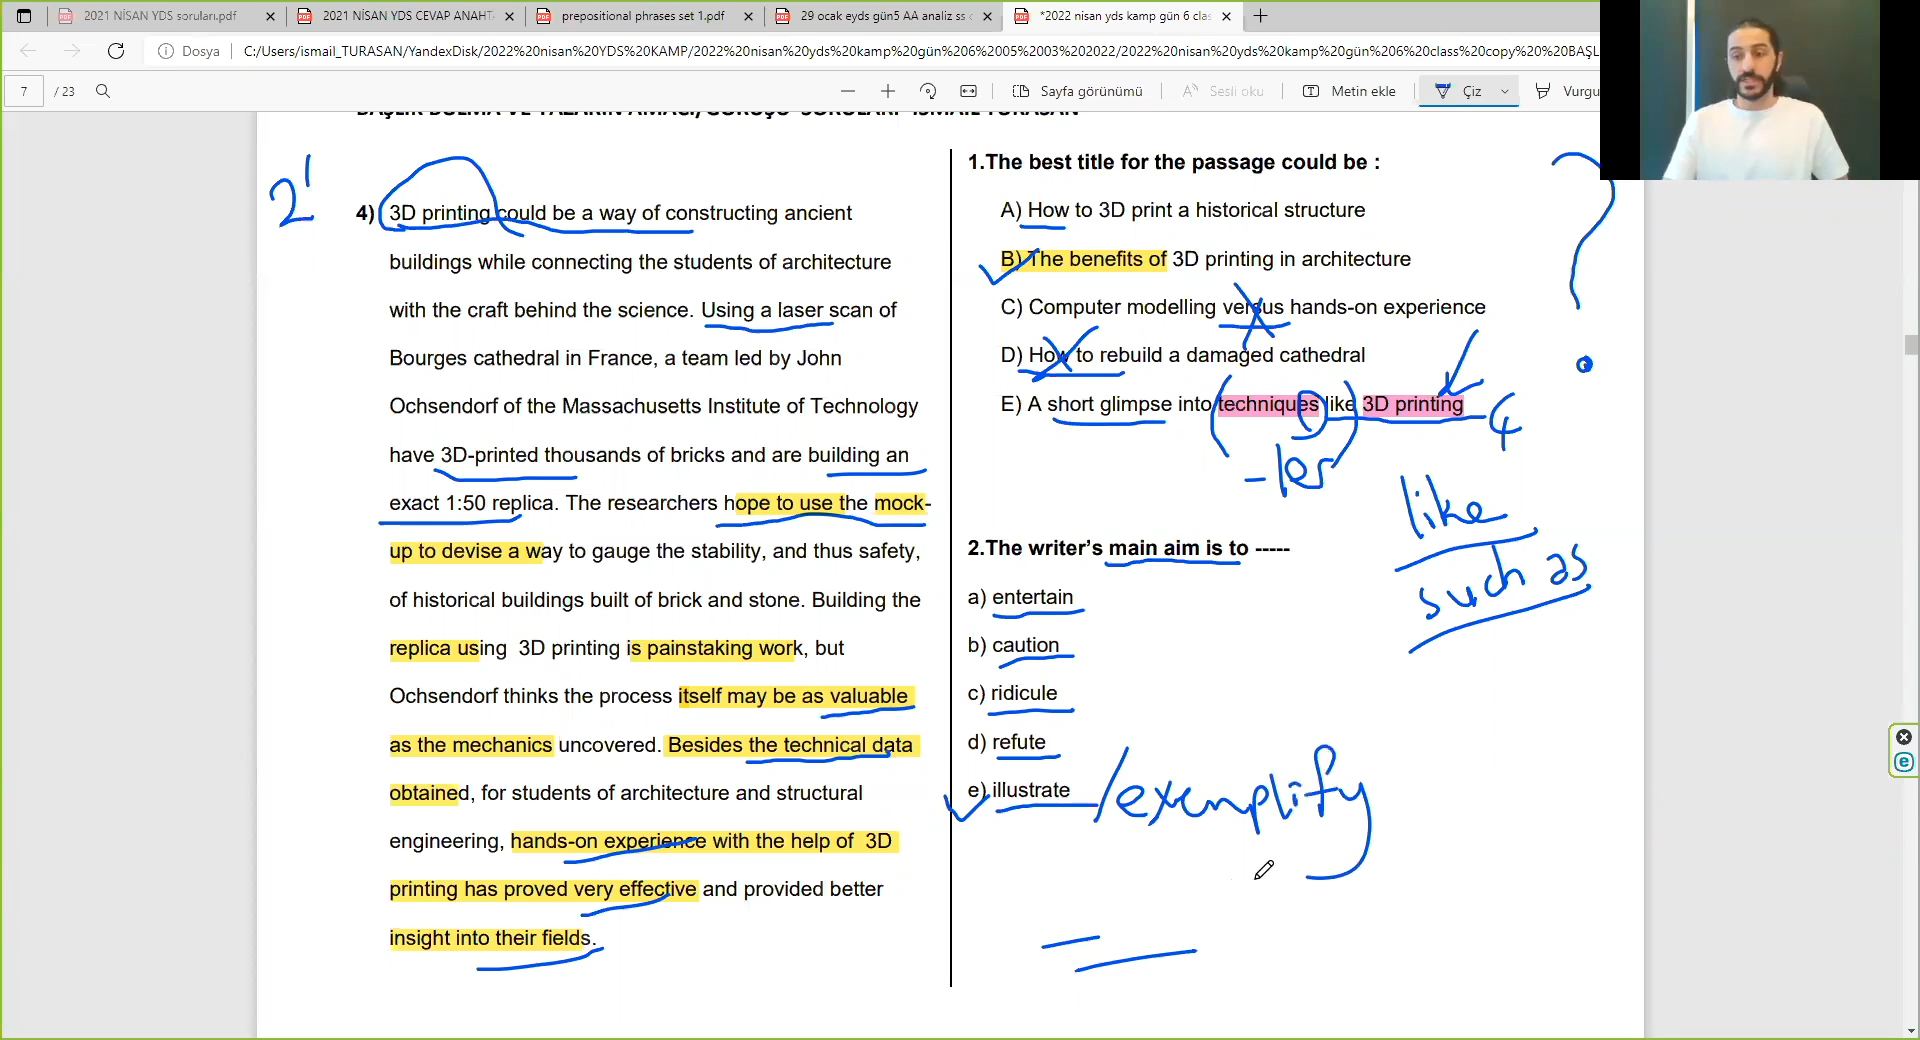 2021 NİSAN YDS soruları.pdf
2021 NİSAN YDS CEVAP ANAHT
prepositional phrases set 1.pdf
29 ocak eyds gün5 AA analiz ss c
*2022 nisan yds kamp gün 6 clas
Dosya
C:/Users/ismail_TURASAN/YandexDisk/2022%20nisan%20YDS%20KAMP/2022%20nisan%20yds%20kamp%20gün%206%2005%2003%202022/2022%20nisan%20yds%20kamp%20gün%206%20class%20copy%20%20BAŞL
7
/ 23
Sayfa görünümü
Sesli oku
Metin ekle
Çiz
Vurgu
BAŞLIK BULMA VE YAZARIN AMACI/GÖRÜŞÜ SORULARI İSMAİL TURASAN
2'
4) 3D printing could be a way of constructing ancient
buildings while connecting the students of architecture
with the craft behind the science. Using a laser scan of
Bourges cathedral in France, a team led by John
Ochsendorf of the Massachusetts Institute of Technology
have 3D-printed thousands of bricks and are building an
exact 1:50 replica. The researchers hope to use the mock-
up to devise a way to gauge the stability, and thus safety,
of historical buildings built of brick and stone. Building the
replica using 3D printing is painstaking work, but
Ochsendorf thinks the process itself may be as valuable
as the mechanics uncovered. Besides the technical data
obtained, for students of architecture and structural
engineering, hands-on experience with the help of 3D
printing has proved very effective and provided better
insight into their fields.
1.The best title for the passage could be :
A) How to 3D print a historical structure
B) The benefits of 3D printing in architecture
C) Computer modelling versus hands-on experience
D) How to rebuild a damaged cathedral
E) A short glimpse into techniques like 3D printing
?
-ler
like
such as
2.The writer's main aim is to -----
a) entertain
b) caution
c) ridicule
d) refute
e) illustrate /exemplify